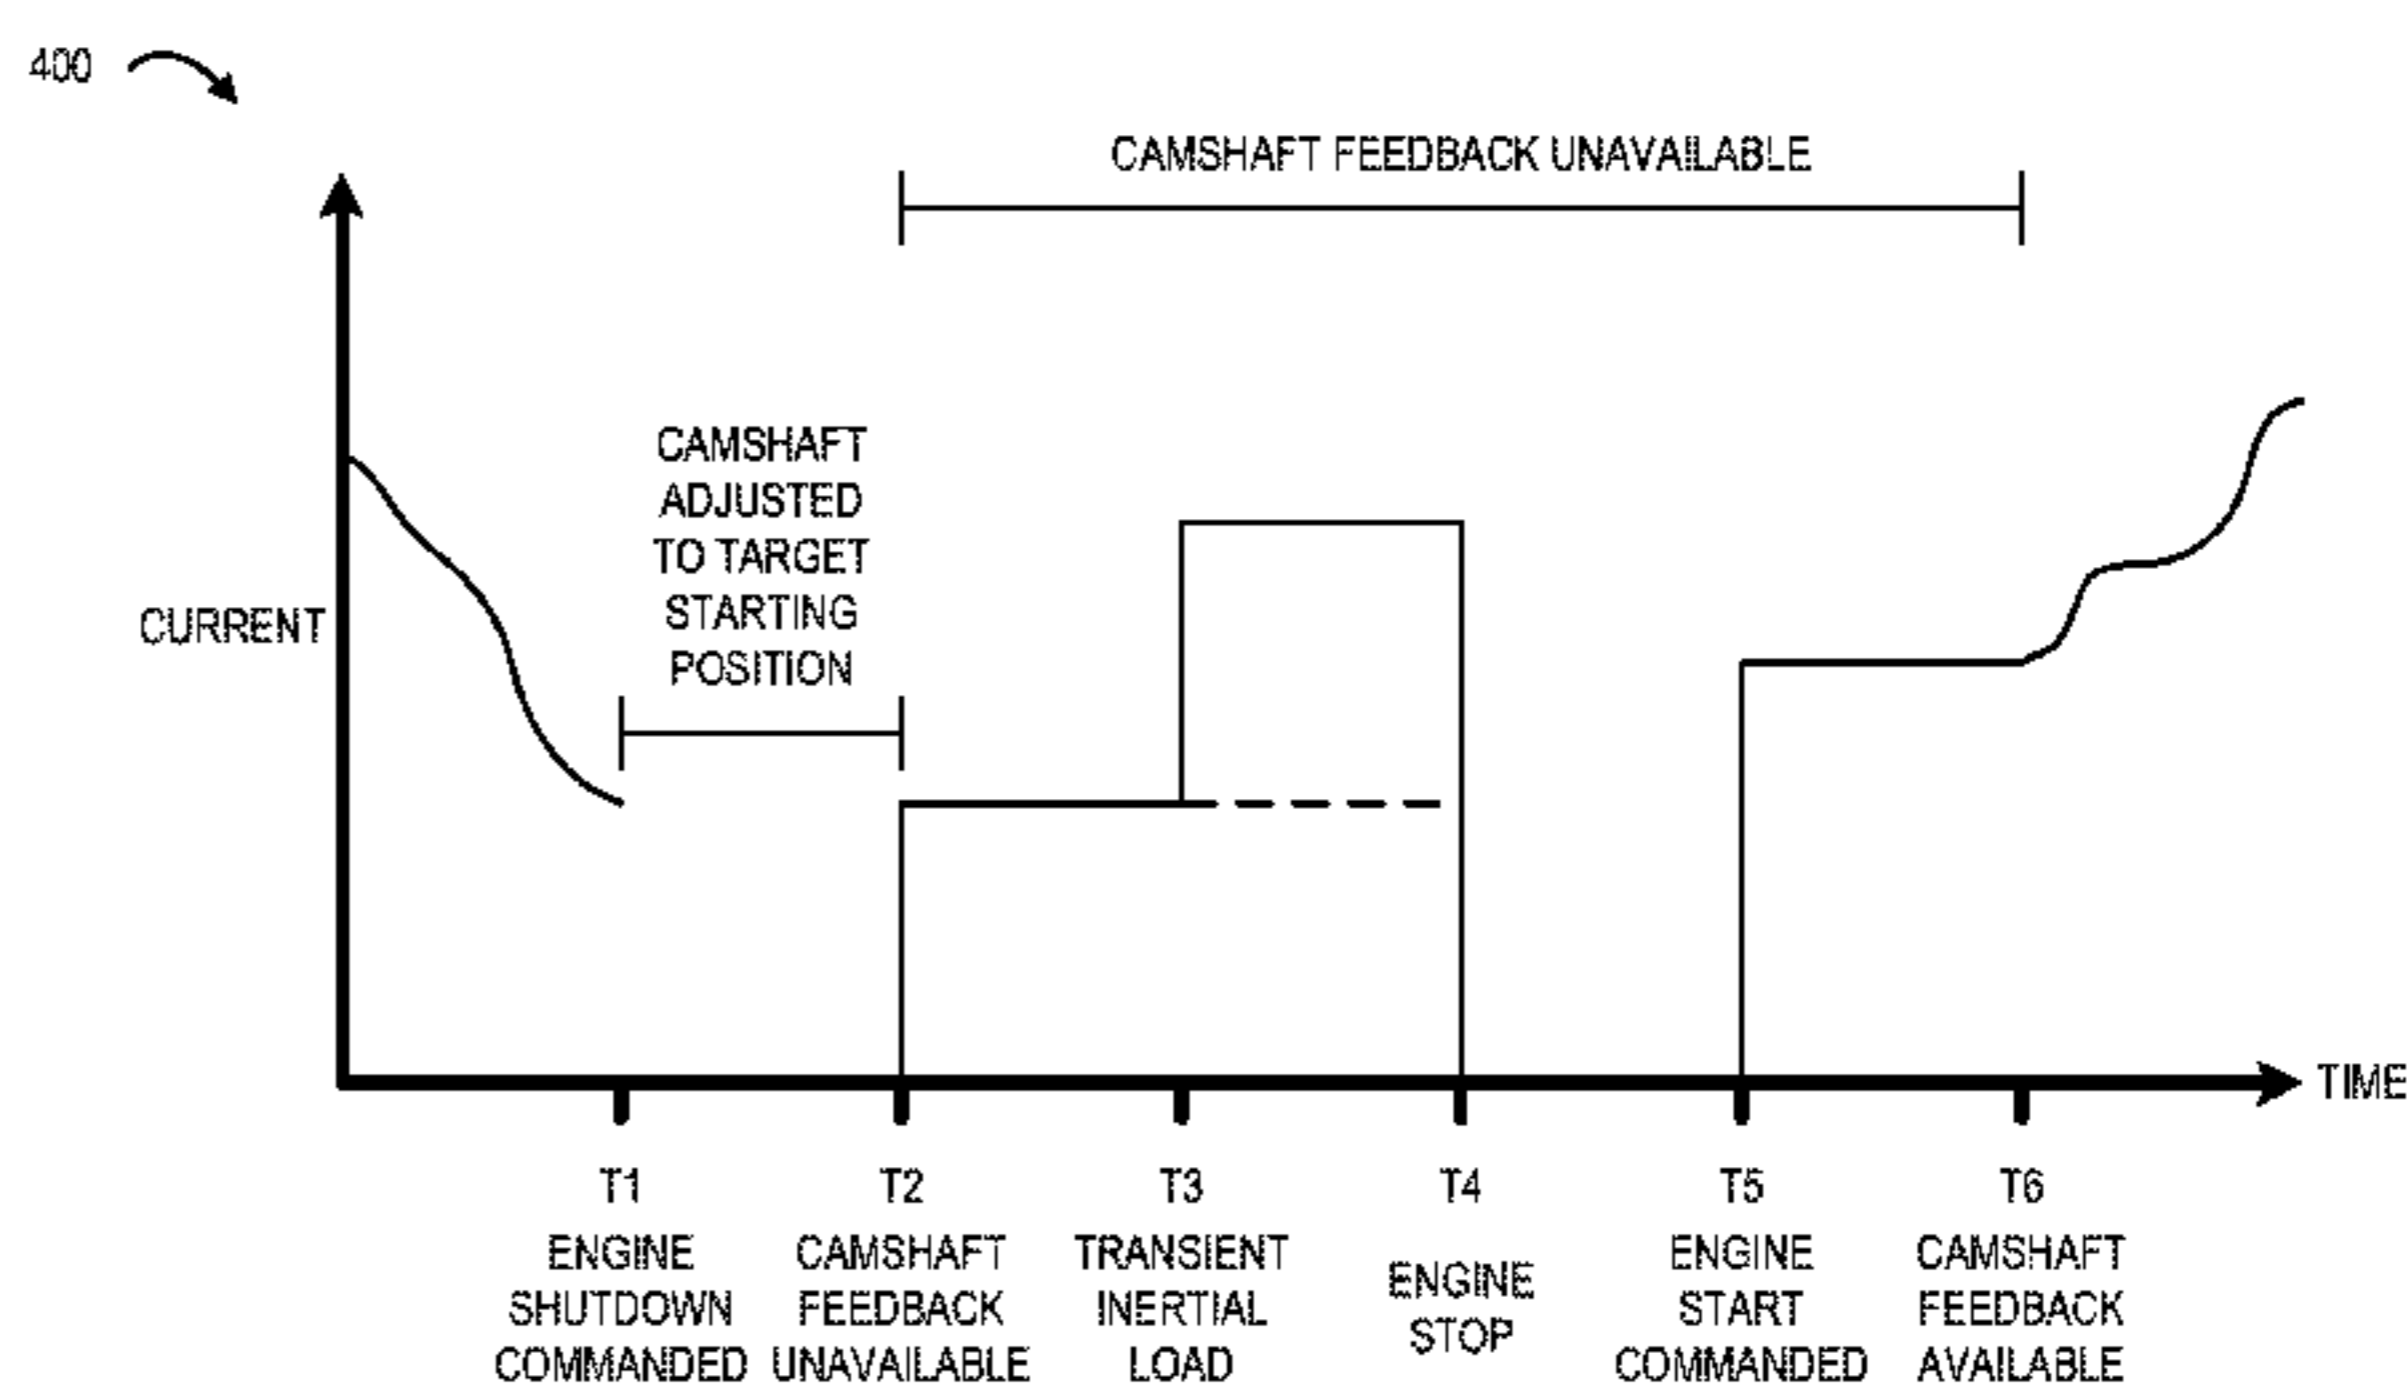 400
CAMSHAFT FEEDBACK UNAVAILABLE
CAMSHAFT
ADJUSTED
TO TARGET
STARTING
POSITION
CURRENT
TIME
T1
ENGINE
SHUTDOWN
COMMANDED
T2
CAMSHAFT
FEEDBACK
UNAVAILABLE
T3
TRANSIENT
INERTIAL
LOAD
T4
ENGINE
STOP
T5
ENGINE
START
COMMANDED
T6
CAMSHAFT
FEEDBACK
AVAILABLE